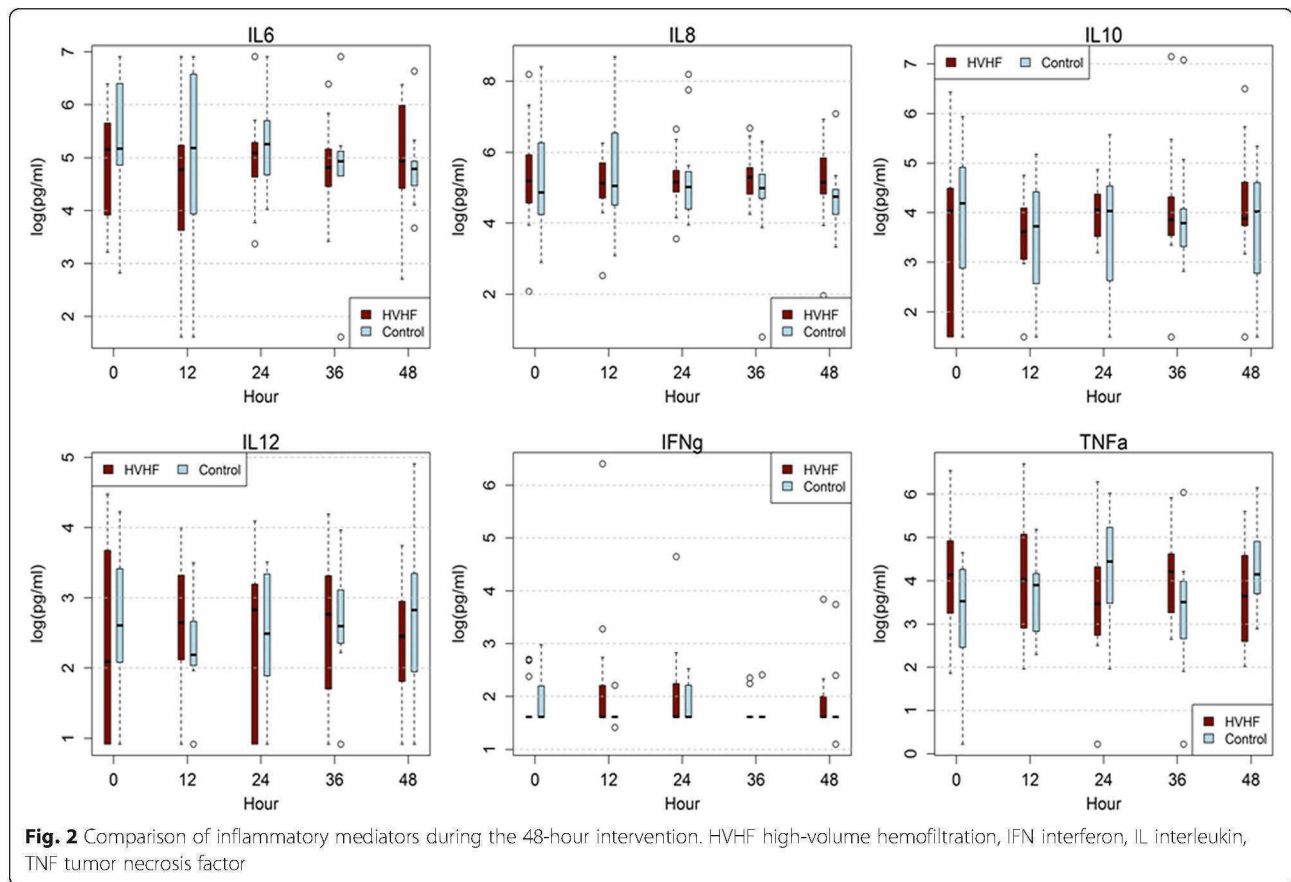 IL6
log(pg/ml)
7
6
5
4
3
2
HVHF
Control
0 12 24 36 48
Hour
IL8
log(pg/ml)
8
6
4
2
HVHF
Control
0 12 24 36 48
Hour
IL10
log(pg/ml)
7
6
5
4
3
2
HVHF Control
0 12 24 36 48
Hour
IL12
log(pg/ml)
5
4
3
2
1
HVHF Control
0 12 24 36 48
Hour
IFNg
log(pg/ml)
6
5
4
3
2
1
HVHF
Control
0 12 24 36 48
Hour
TNFa
log(pg/ml)
6
5
4
3
2
1
0
HVHF
Control
0 12 24 36 48
Hour
Fig. 2 Comparison of inflammatory mediators during the 48-hour intervention. HVHF high-volume hemofiltration, IFN interferon, IL interleukin,
TNF tumor necrosis factor